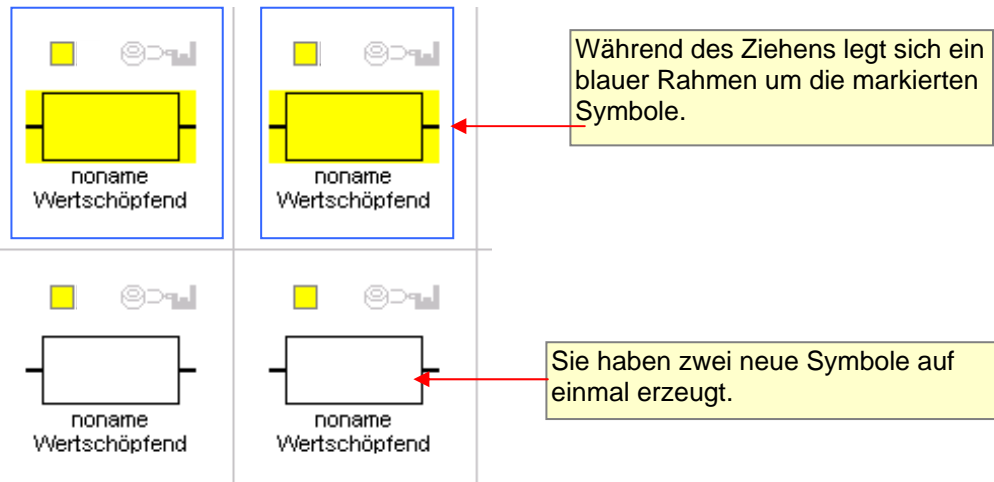 Während des Ziehens legt sich ein
blauer Rahmen um die markierten
Symbole.
noname
Wertschöpfend
noname
Wertschöpfend
Sie haben zwei neue Symbole auf
einmal erzeugt.
noname
Wertschöpfend
noname
Wertschöpfend